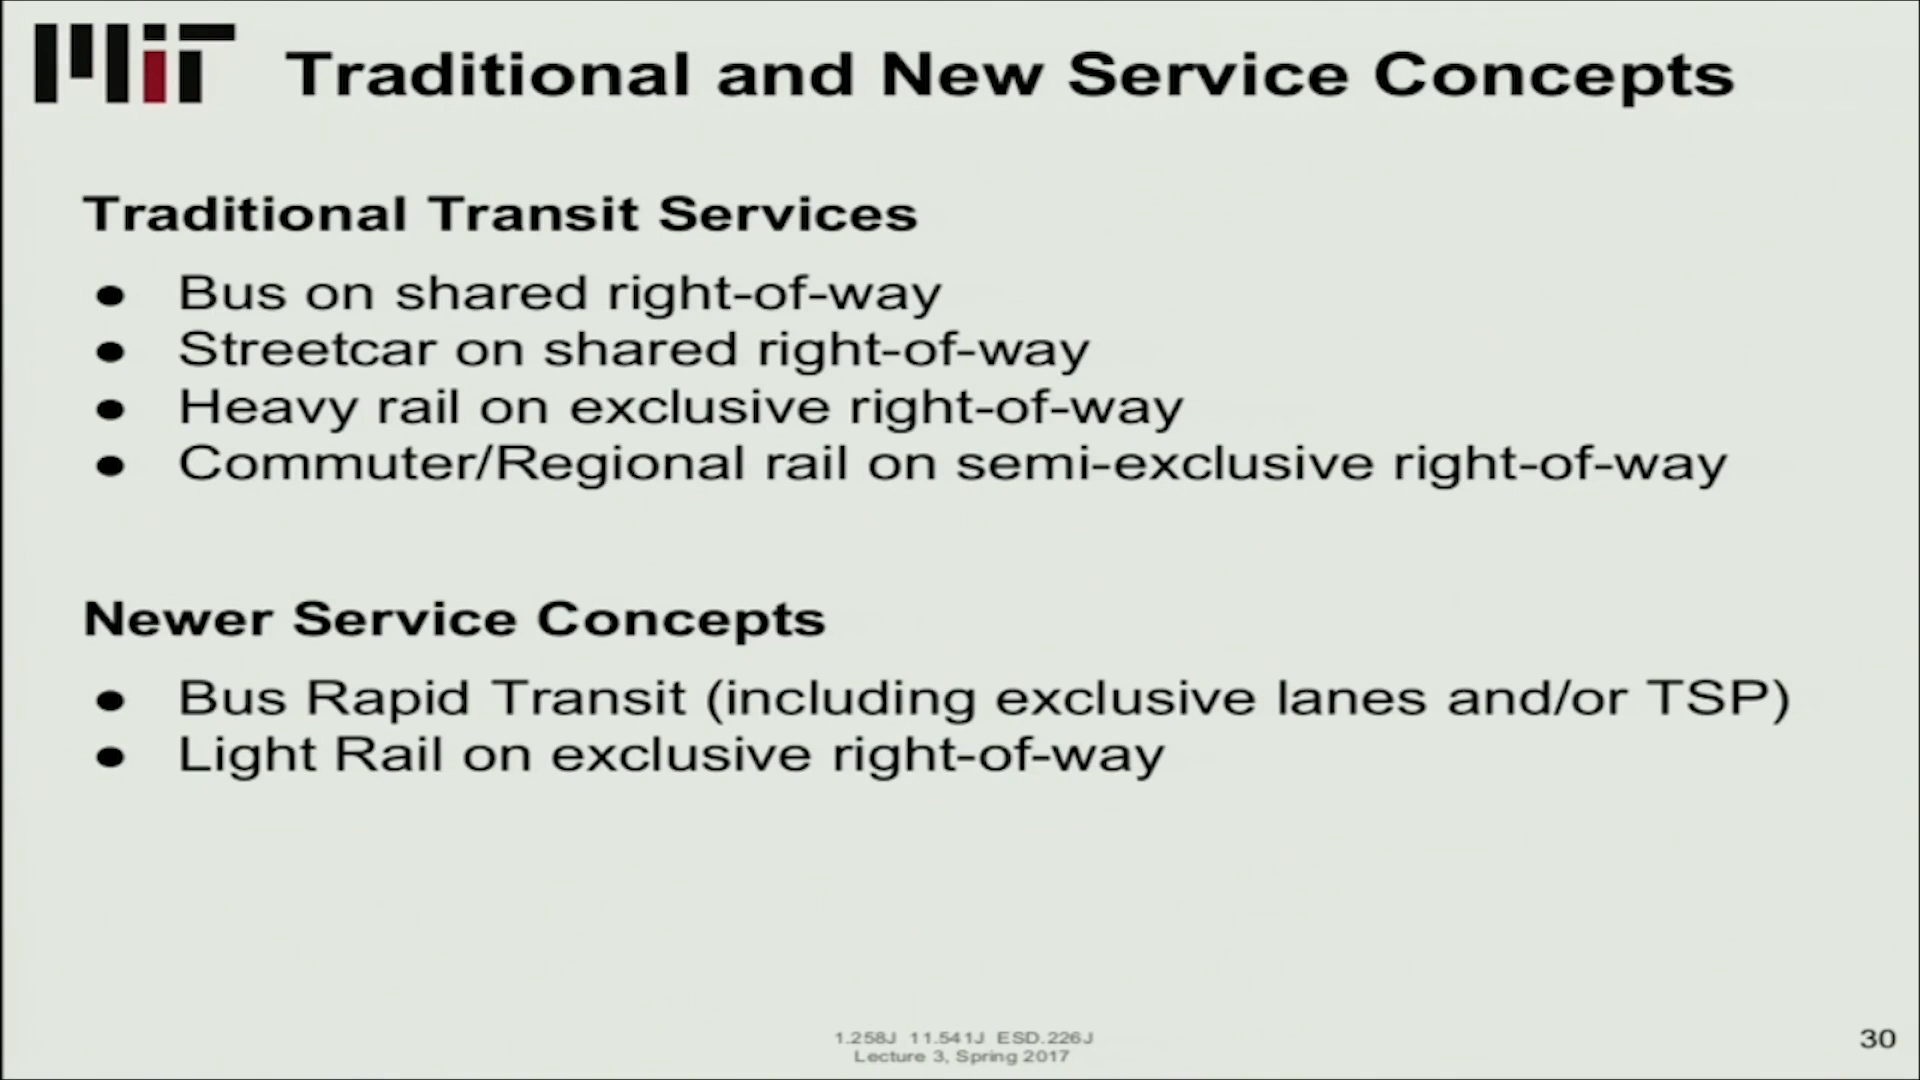 MIT
Traditional and New Service Concepts
Traditional Transit Services
● Bus on shared right-of-way
● Streetcar on shared right-of-way
● Heavy rail on exclusive right-of-way
● Commuter/Regional rail on semi-exclusive right-of-way
Newer Service Concepts
● Bus Rapid Transit (including exclusive lanes and/or TSP)
● Light Rail on exclusive right-of-way
1.258J 11.541J ESD.226J
Lecture 3, Spring 2017
30